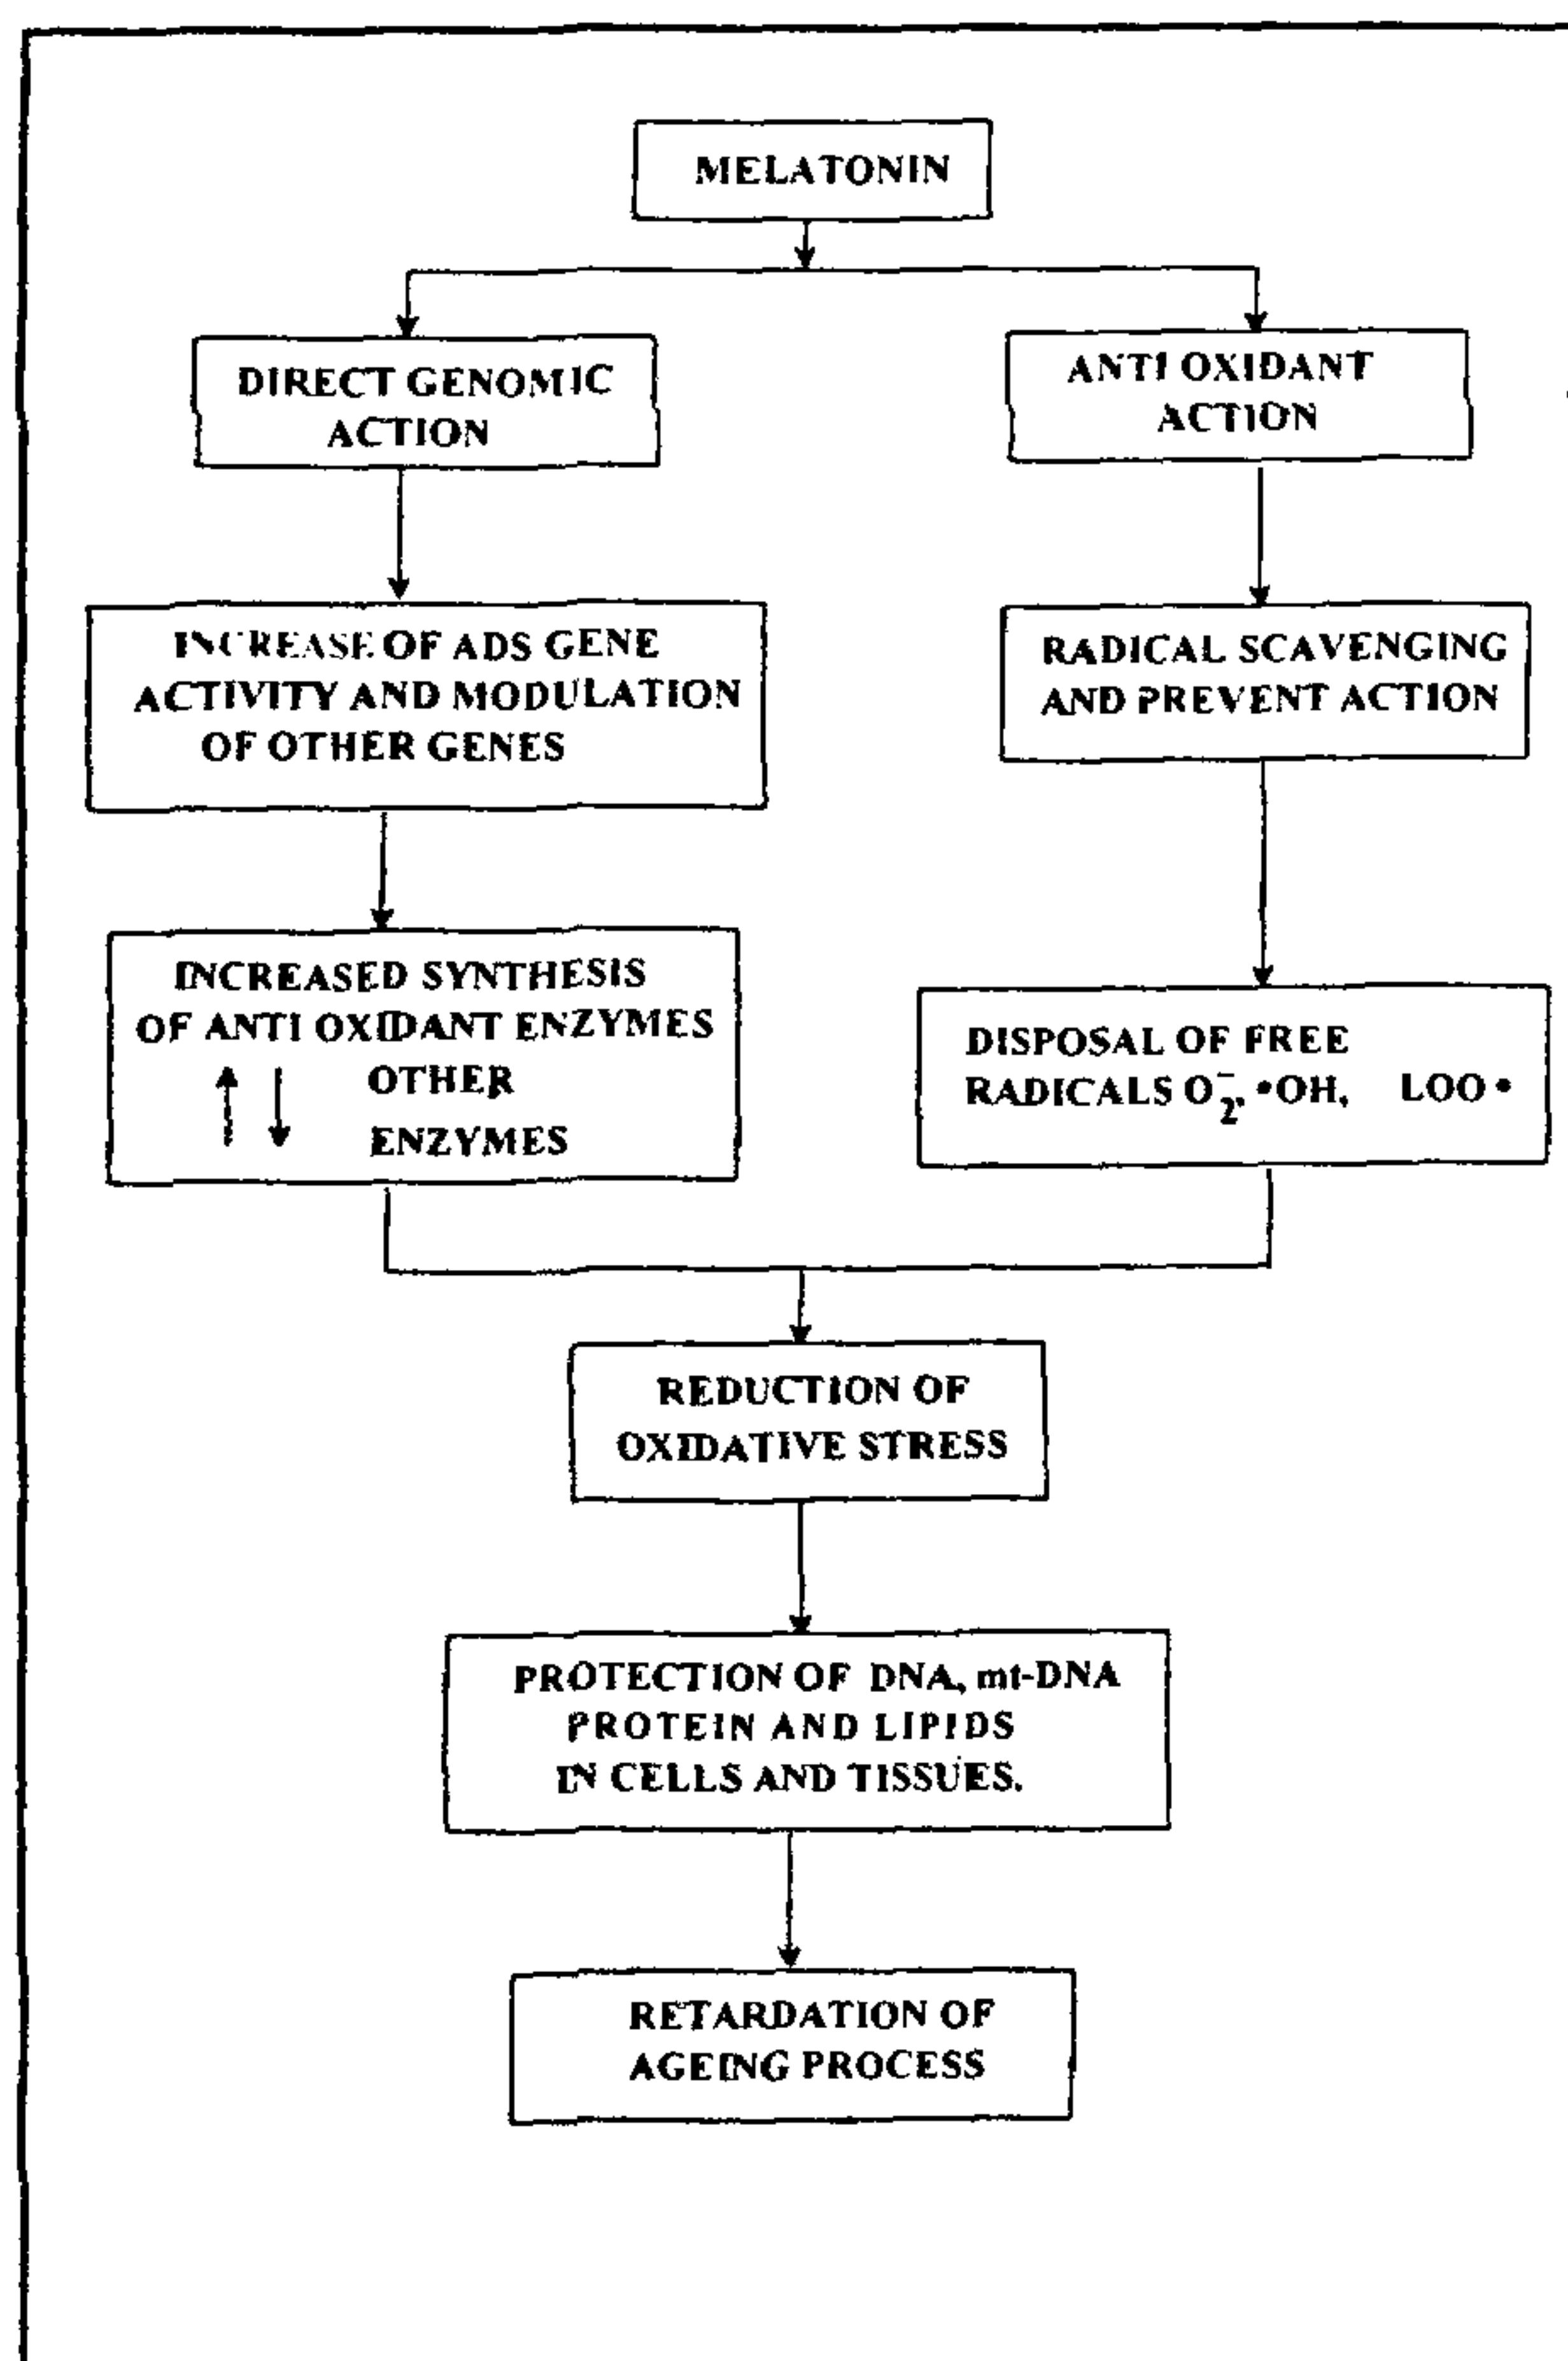 MELATONIN
DIRECT GENOMIC
ACTION
ANTI OXIDANT
ACTION
INCREASE OF ADS GENE
ACTIVITY AND MODULATION
OF OTHER GENES
RADICAL SCAVENGING
AND PREVENT ACTION
INCREASED SYNTHESIS
OF ANTI OXIDANT ENZYMES
↑ ↓ OTHER
ENZYMES
DISPOSAL OF FREE
RADICALS O₂⁻, •OH, LOO•
REDUCTION OF
OXIDATIVE STRESS
PROTECTION OF DNA, mt-DNA
PROTEIN AND LIPIDS
IN CELLS AND TISSUES.
RETARDATION OF
AGEING PROCESS